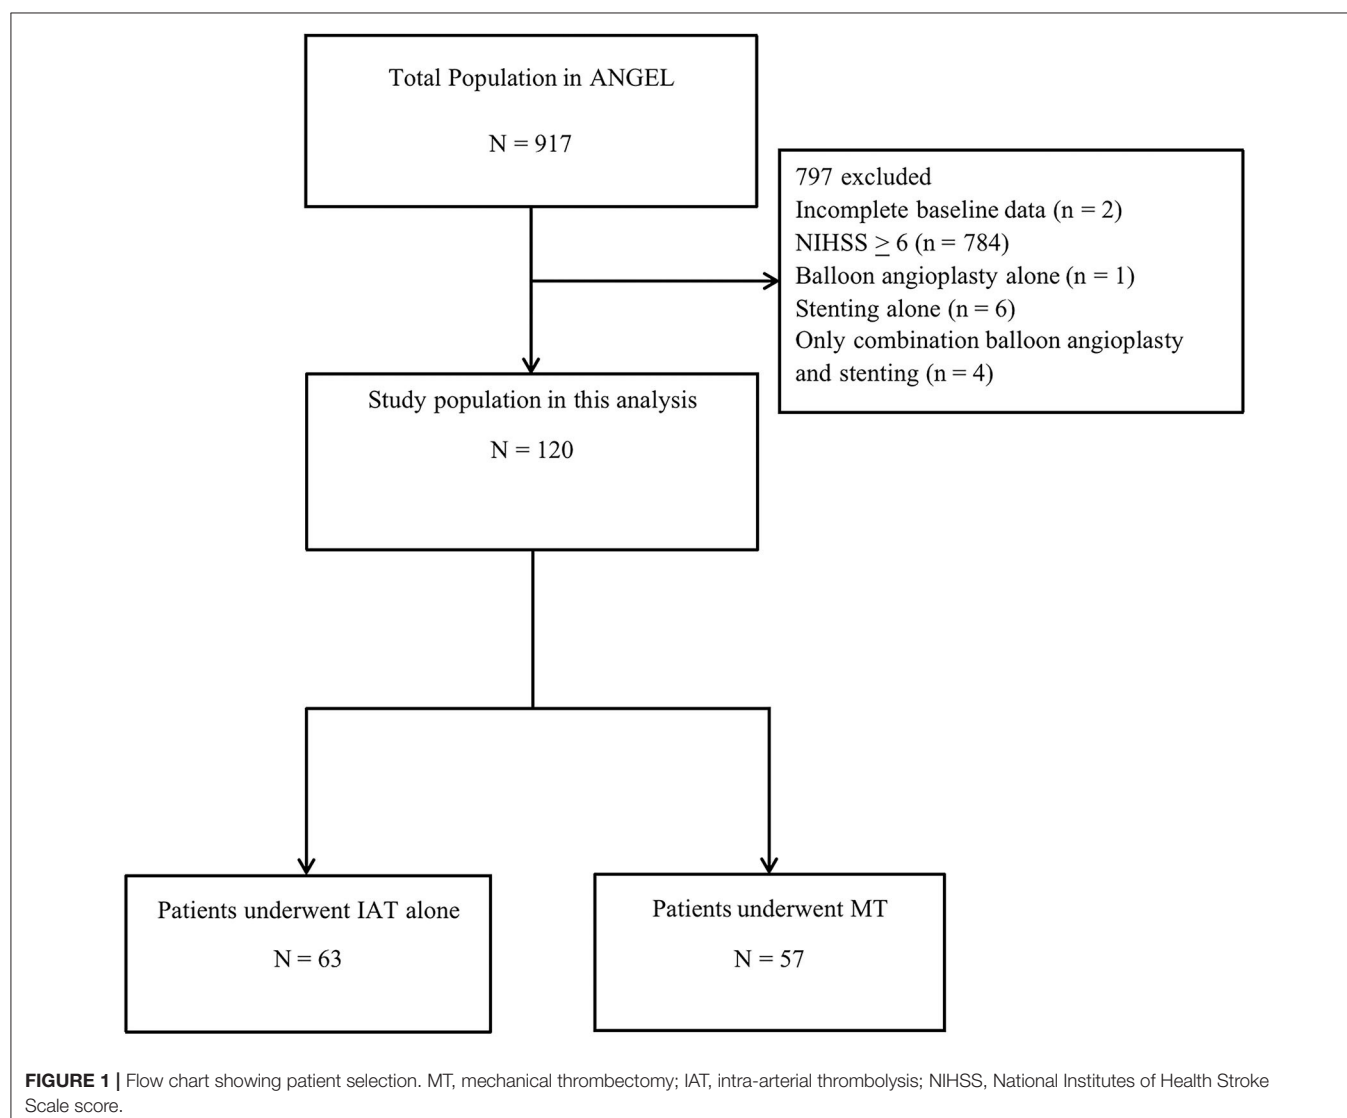 Total Population in ANGEL
N = 917
797 excluded
Incomplete baseline data (n = 2)
NIHSS ≥ 6 (n = 784)
Balloon angioplasty alone (n = 1)
Stenting alone (n = 6)
Only combination balloon angioplasty
and stenting (n = 4)
Study population in this analysis
N = 120
Patients underwent IAT alone
N = 63
Patients underwent MT
N = 57
FIGURE 1 | Flow chart showing patient selection. MT, mechanical thrombectomy; IAT, intra-arterial thrombolysis; NIHSS, National Institutes of Health Stroke
Scale score.